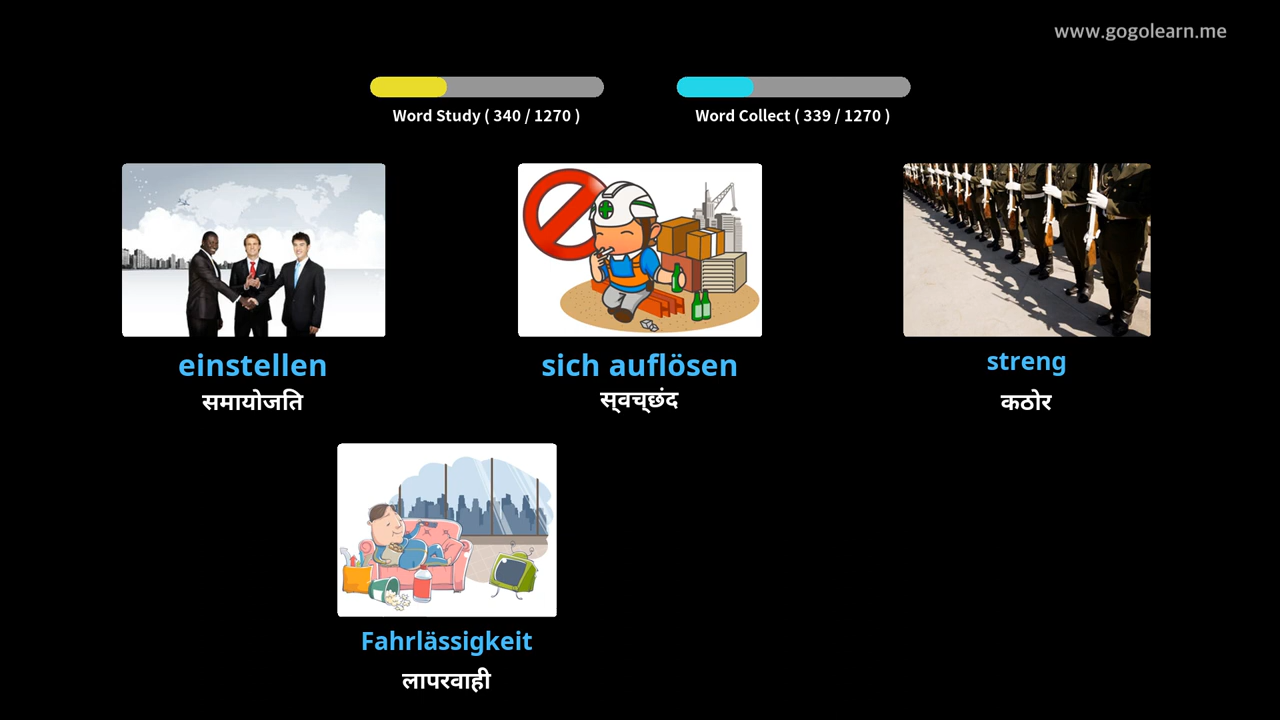 www.gogolearn.me
Word Study ( 340 / 1270 )
Word Collect ( 339 / 1270 )
einstellen
समायोजति
sich auflösen
स्वच्छंद
streng
कठोर
Fahrlässigkeit
लापरवाही